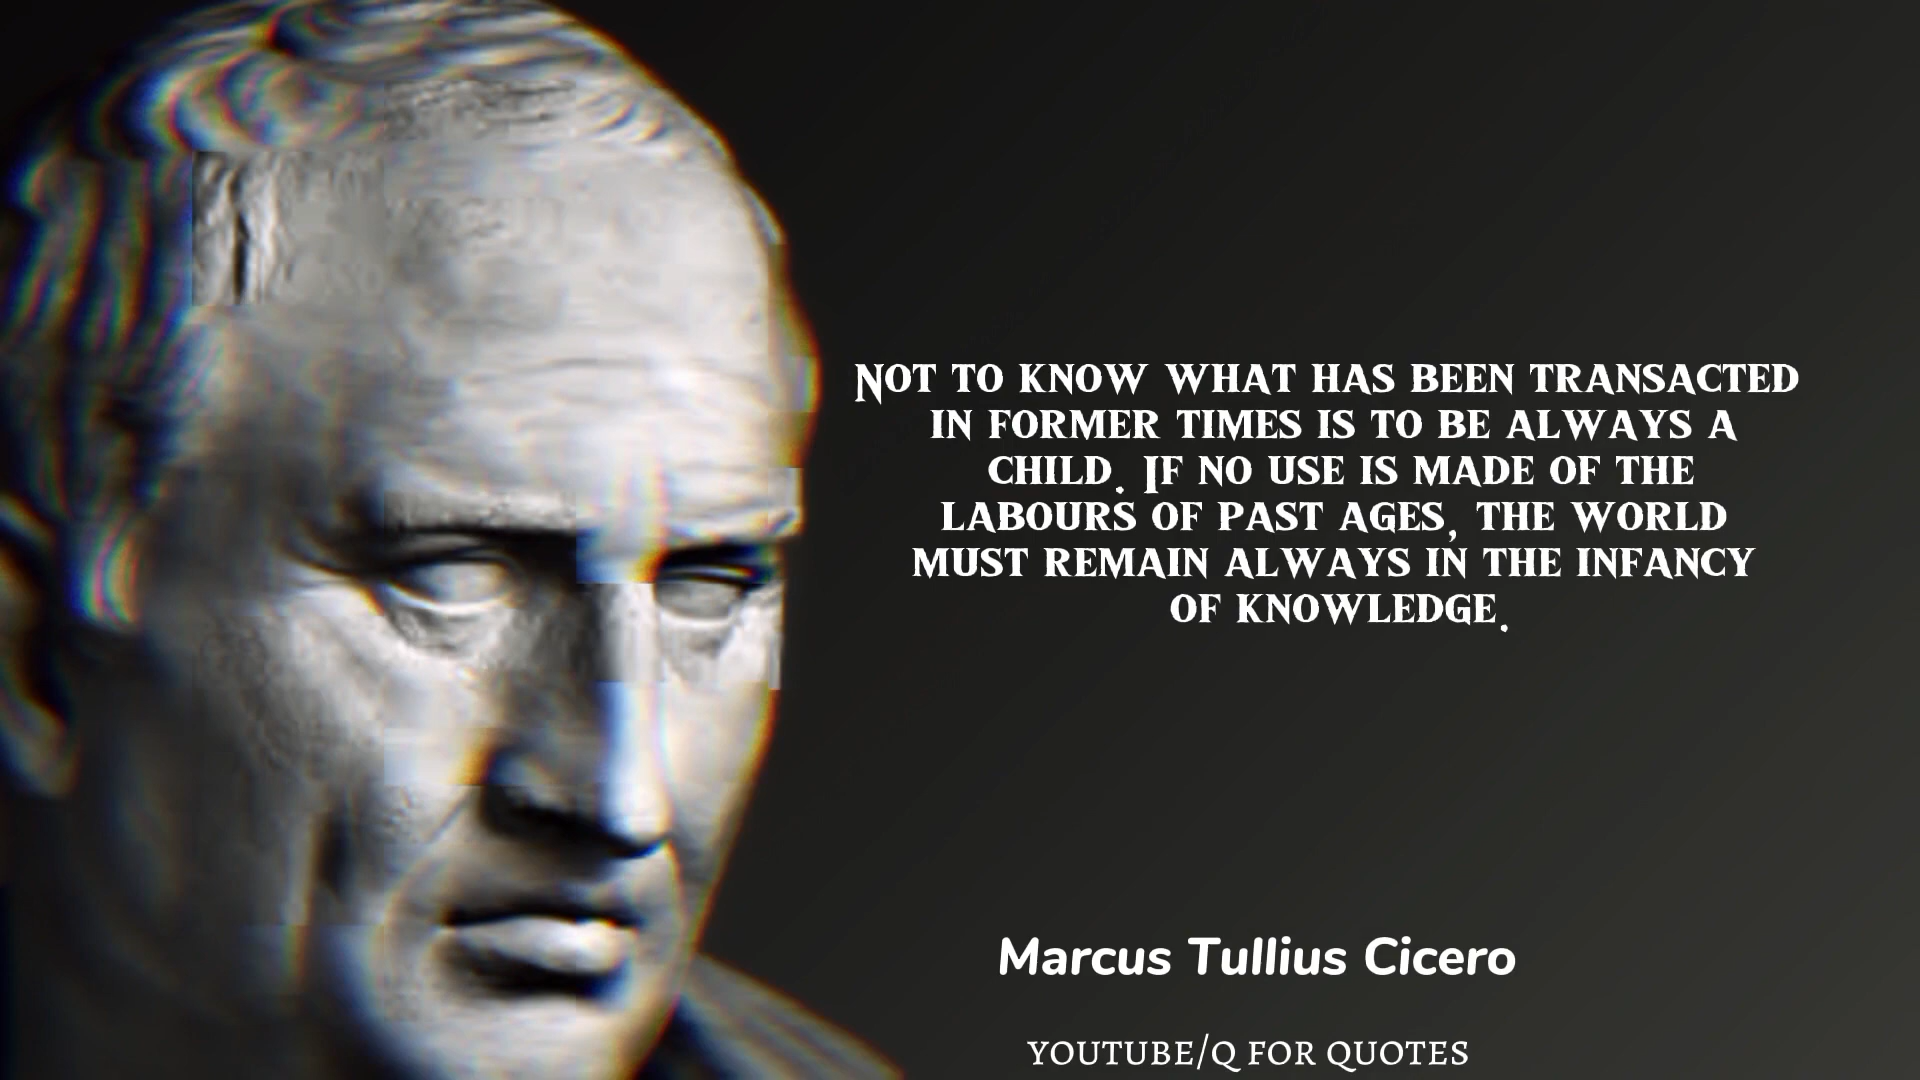 Not to know what has been transacted
in former times is to be always a
child. If no use is made of the
labours of past ages, the world
must remain always in the infancy
of knowledge.
Marcus Tullius Cicero
YOUTUBE/Q FOR QUOTES